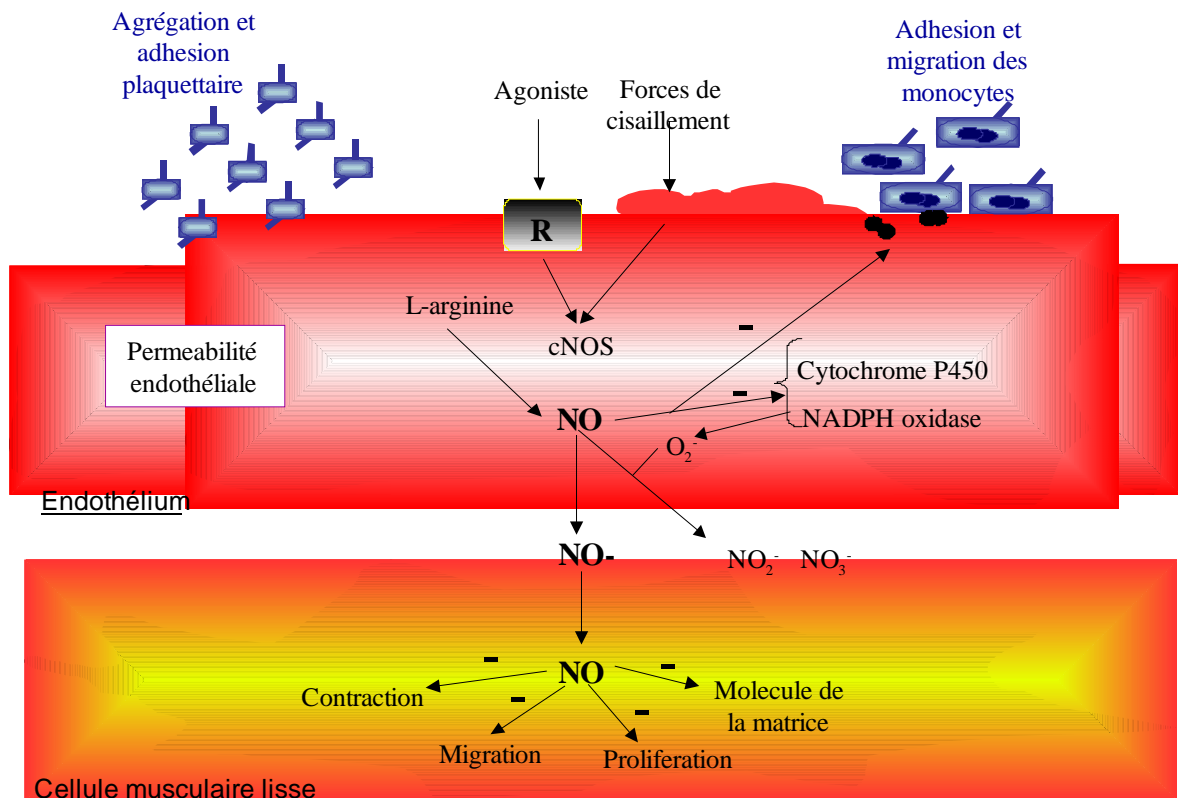 Agrégation et
adhesion
plaquettaire
Agoniste
Forces de
cisaillement
Adhesion et
migration des
monocytes
R
L-arginine
cNOS
Permeabilité
endothéliale
-
-
Cytochrome P450
NO
NADPH oxidase
O₂⁻
Endothélium
NO-
NO₂⁻ NO₃⁻
NO
-
-
-
-
Contraction
Molecule de
la matrice
Migration
Proliferation
Cellule musculaire lisse